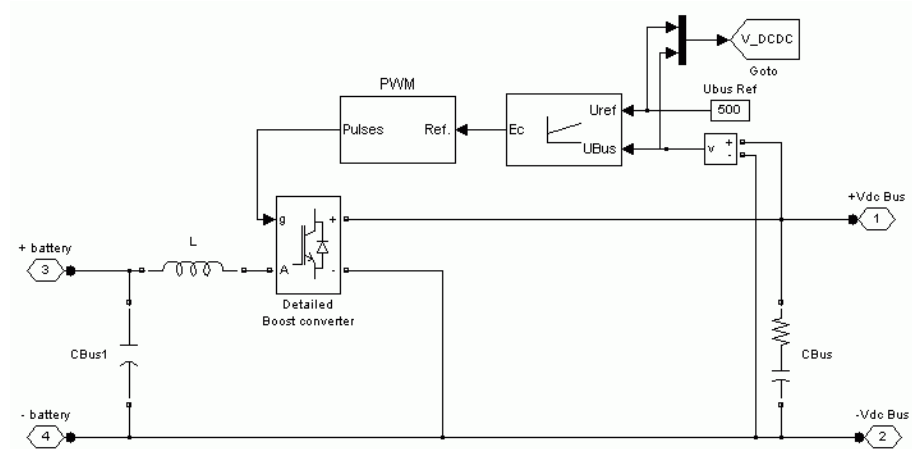 V_DCDC
Goto
PWM
Ubus Ref
Pulses
Ref.
Ec
Uref
500
UBus
v
+
-
+Vdc Bus
g
+
1
L
+ battery
3
A
-
Detailed
Boost converter
CBus1
CBus
- battery
-Vdc Bus
4
2